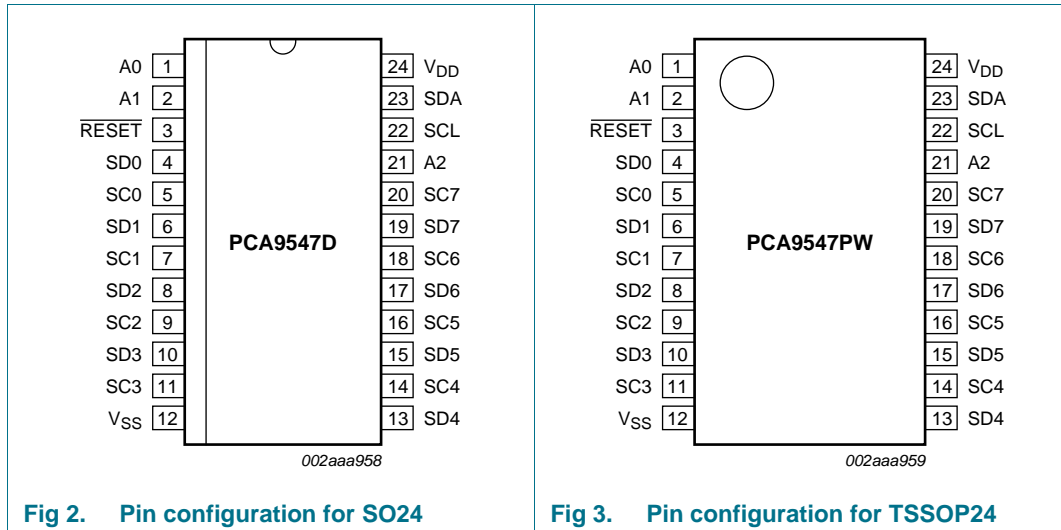 A0 1
A1 2
RESET 3
SD0 4
SC0 5
SD1 6
SC1 7
SD2 8
SC2 9
SD3 10
SC3 11
VSS 12
PCA9547D
24 VDD
23 SDA
22 SCL
21 A2
20 SC7
19 SD7
18 SC6
17 SD6
16 SC5
15 SD5
14 SC4
13 SD4
002aaa958
Fig 2. Pin configuration for SO24
A0 1
A1 2
RESET 3
SD0 4
SC0 5
SD1 6
SC1 7
SD2 8
SC2 9
SD3 10
SC3 11
VSS 12
PCA9547PW
24 VDD
23 SDA
22 SCL
21 A2
20 SC7
19 SD7
18 SC6
17 SD6
16 SC5
15 SD5
14 SC4
13 SD4
002aaa959
Fig 3. Pin configuration for TSSOP24